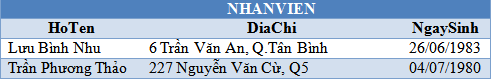 NHANVIEN
HoTen DiaChi NgaySinh
Lưu Bình Nhu 6 Trần Văn An, Q.Tân Bình 26/06/1983
Trần Phương Thảo 227 Nguyễn Văn Cừ, Q5 04/07/1980